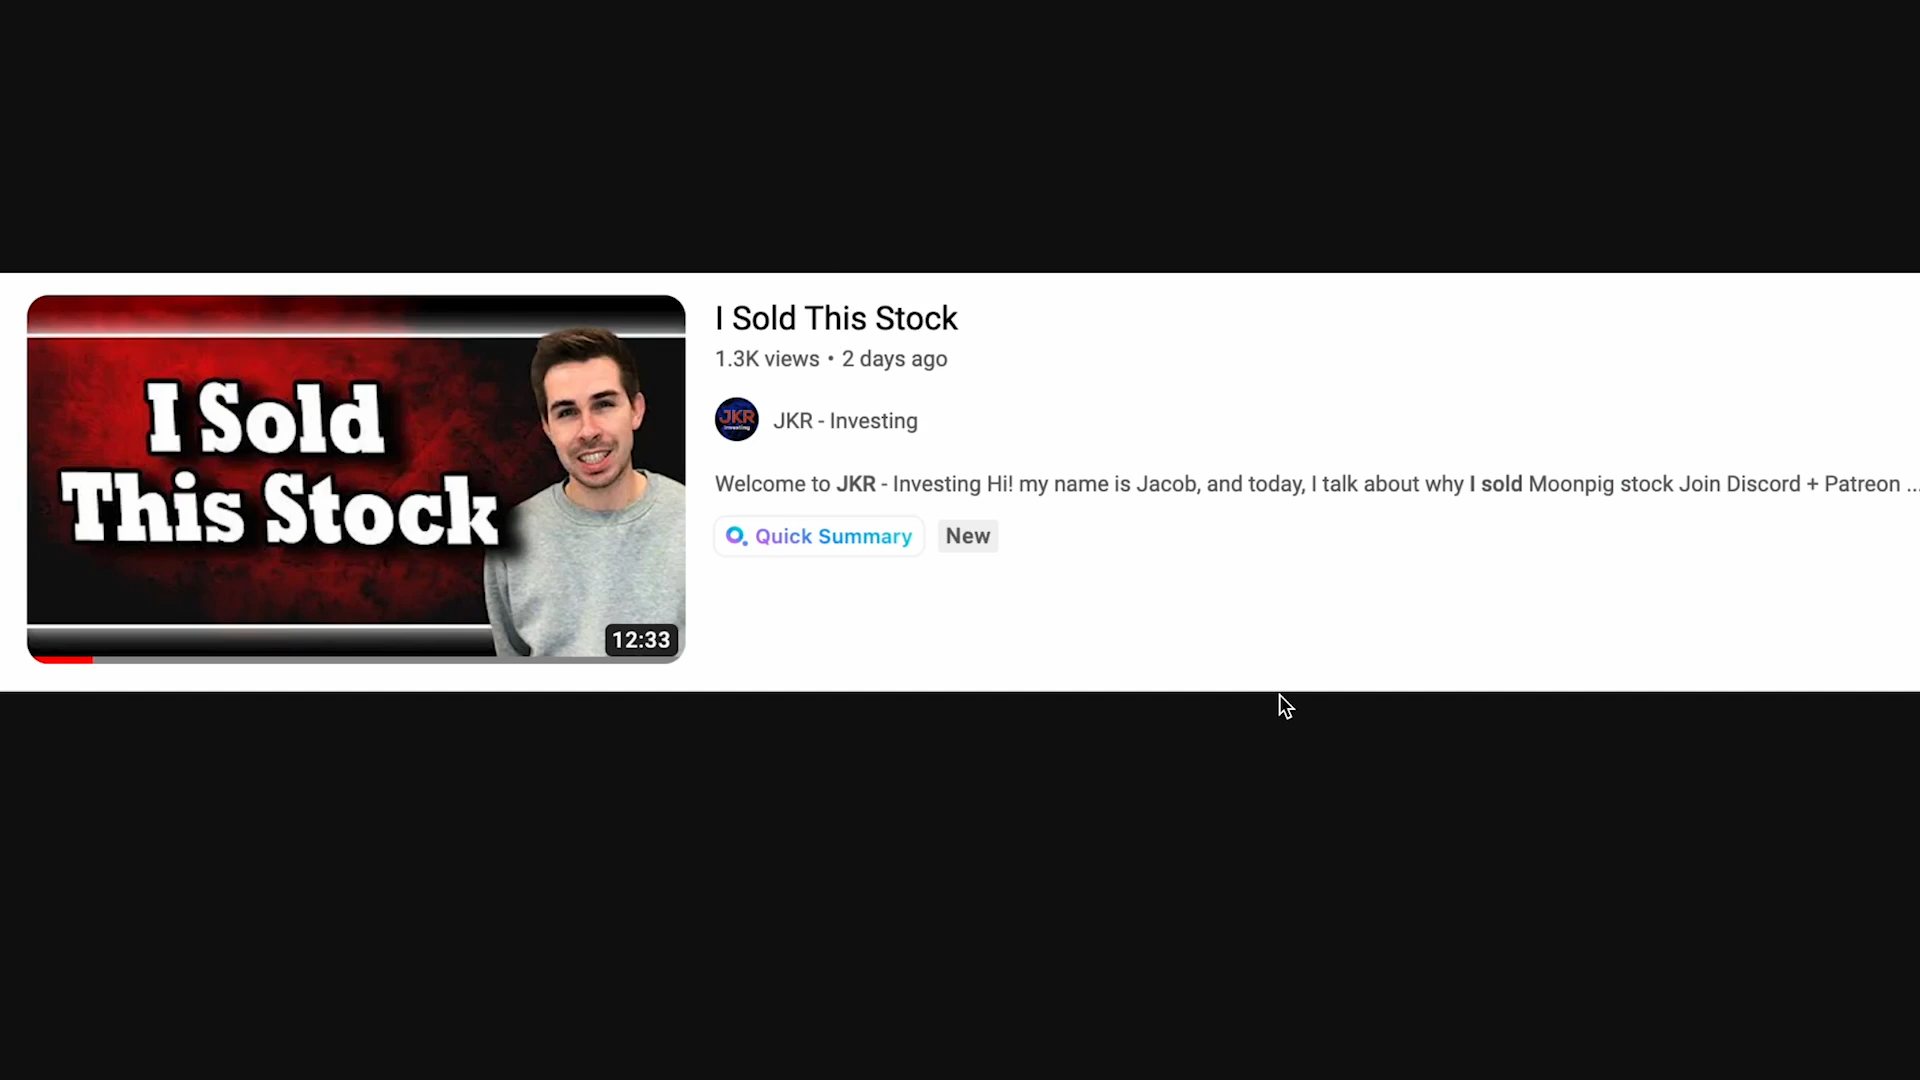 I Sold
This Stock
12:33
I Sold This Stock
1.3K views • 2 days ago
JKR
Investing
JKR - Investing
Welcome to JKR - Investing Hi! my name is Jacob, and today, I talk about why I sold Moonpig stock Join Discord + Patreon ...
Quick Summary
New